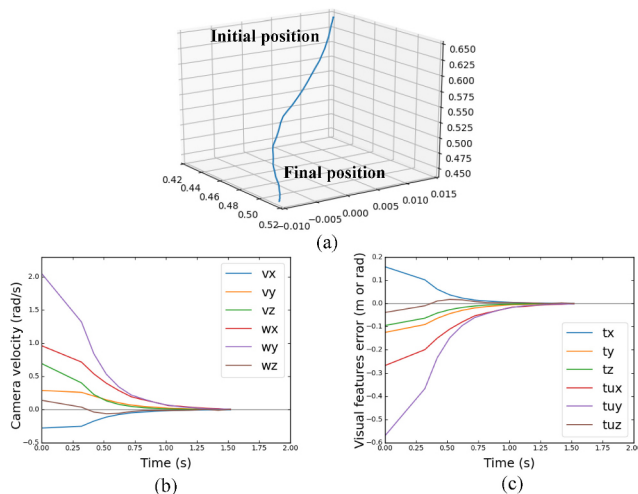 Initial position
Final position
0.650
0.625
0.600
0.575
0.550
0.525
0.500
0.475
0.450
0.42
0.44
0.46
0.48
0.50
0.52
-0.010
-0.005
0.000
0.005
0.010
0.015
(a)
Camera velocity (rad/s)
2.0
1.5
1.0
0.5
0.0
−0.5
vx
vy
vz
wx
wy
wz
0.00 0.25 0.50 0.75 1.00 1.25 1.50 1.75 2.00
Time (s)
(b)
Visual features error (m or rad)
0.2
0.1
0.0
−0.1
−0.2
−0.3
−0.4
−0.5
−0.6
tx
ty
tz
tux
tuy
tuz
0.00 0.25 0.50 0.75 1.00 1.25 1.50 1.75 2.0
Time (s)
(c)